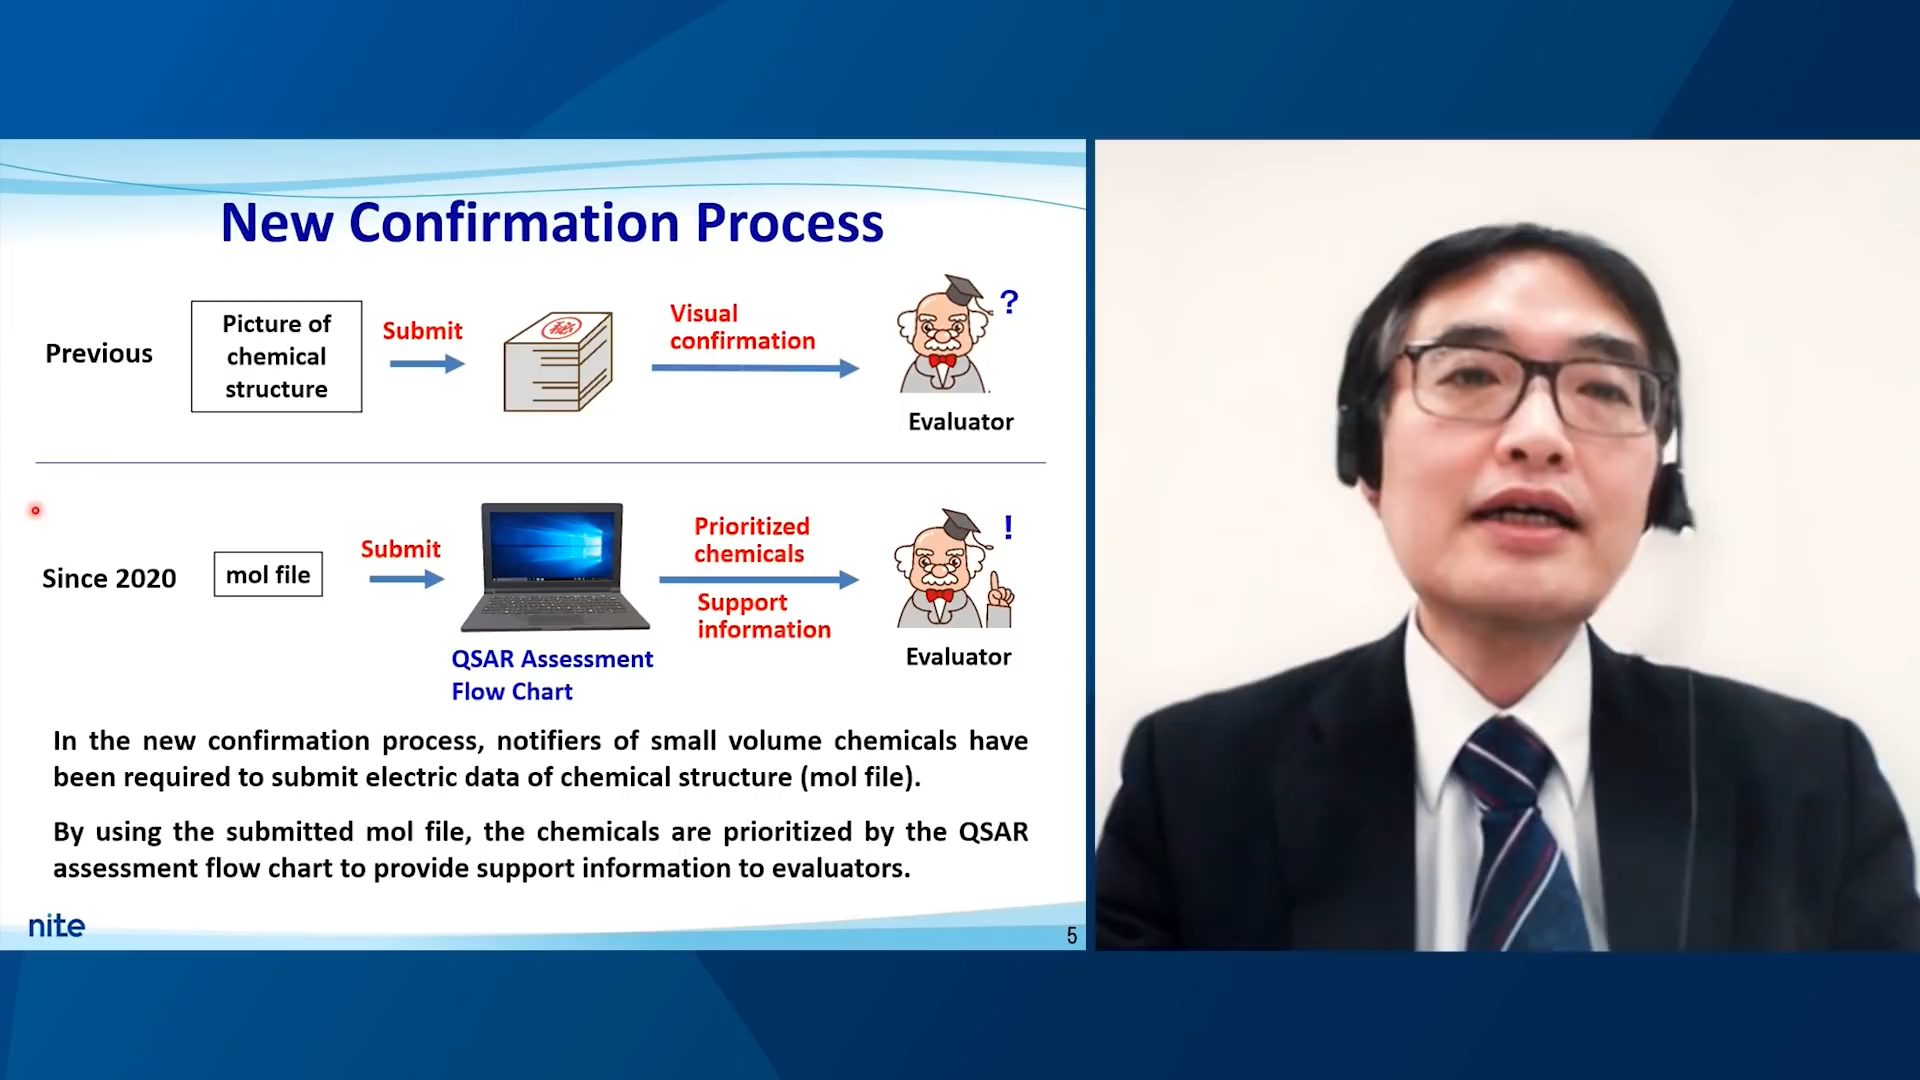 New Confirmation Process
Previous
Picture of
chemical
structure
Submit
秘
Visual
confirmation
?
Evaluator
Since 2020
mol file
Submit
QSAR Assessment
Flow Chart
Prioritized
chemicals
Support
information
!
Evaluator
In the new confirmation process, notifiers of small volume chemicals have
been required to submit electric data of chemical structure (mol file).
By using the submitted mol file, the chemicals are prioritized by the QSAR
assessment flow chart to provide support information to evaluators.
nite
5